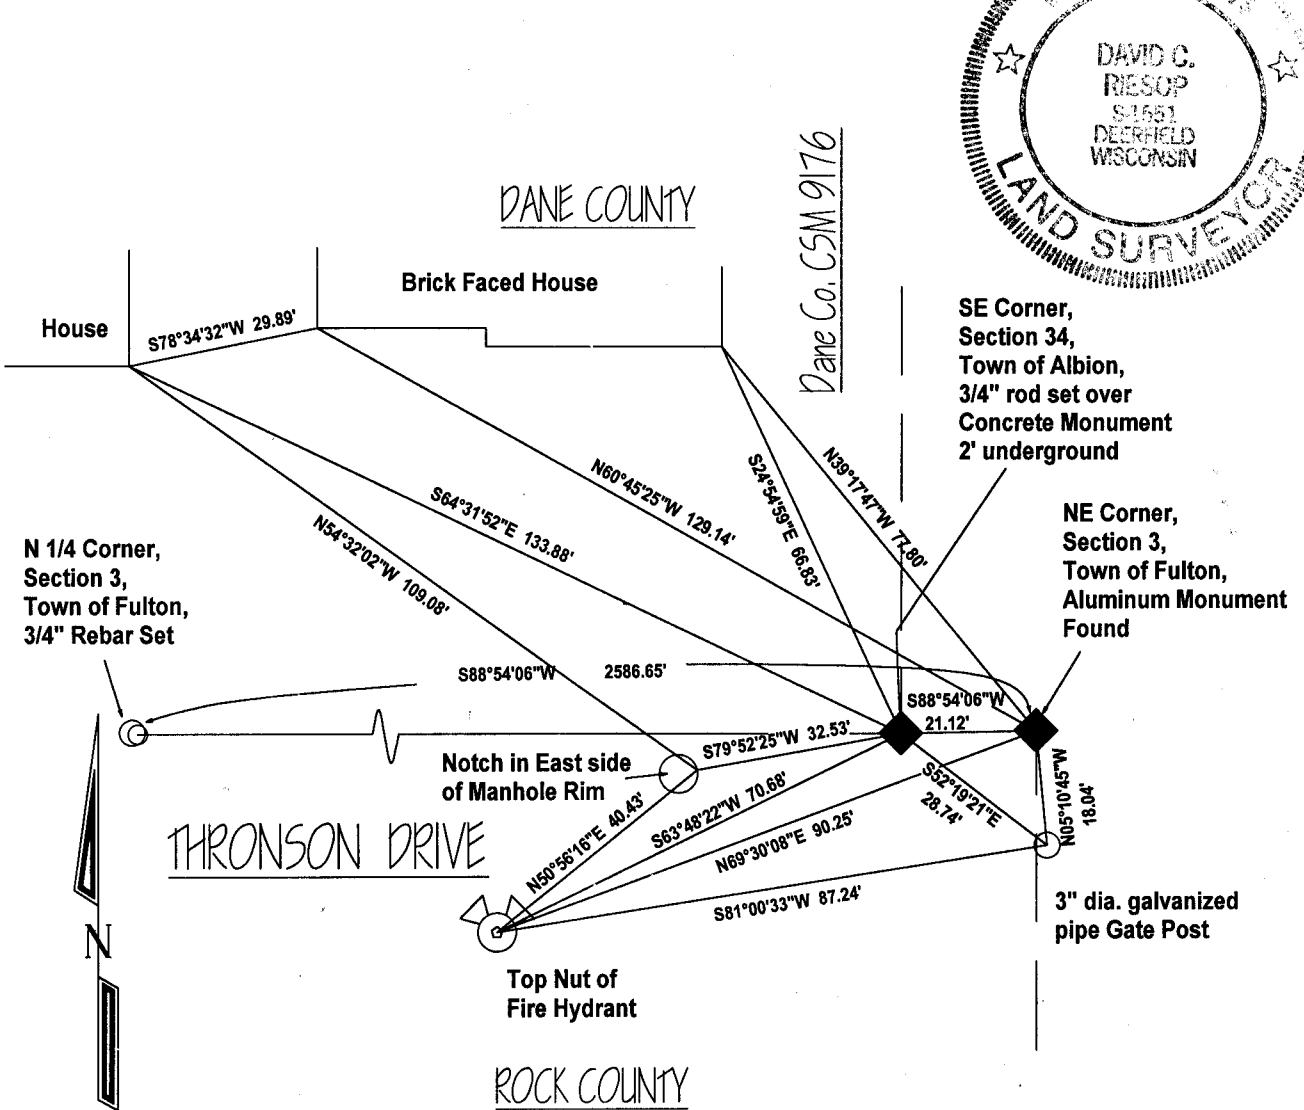 DAVID C.
RIESOP
S-1551
DEERFIELD
WISCONSIN
LAND SURVEYOR
DANE COUNTY
Dane Co. CSM 9176
Brick Faced House
House
S78°34'32"W 29.89'
SE Corner,
Section 34,
Town of Albion,
3/4" rod set over
Concrete Monument
2' underground
N60°45'25"W 129.14'
S24°54'59"E 66.83'
N39°17'47"W 77.80'
S64°31'52"E 133.88'
N54°32'02"W 109.08'
NE Corner,
Section 3,
Town of Fulton,
Aluminum Monument
Found
N 1/4 Corner,
Section 3,
Town of Fulton,
3/4" Rebar Set
S88°54'06"W 2586.65'
S88°54'06"W
21.12'
S79°52'25"W 32.53'
Notch in East side
of Manhole Rim
S52°19'21"E
28.74'
N05°10'45"W
18.04'
S63°48'22"W 70.68'
N50°56'16"E 40.43'
N69°30'08"E 90.25'
S81°00'33"W 87.24'
THRONSON DRIVE
3" dia. galvanized
pipe Gate Post
N
Top Nut of
Fire Hydrant
ROCK COUNTY